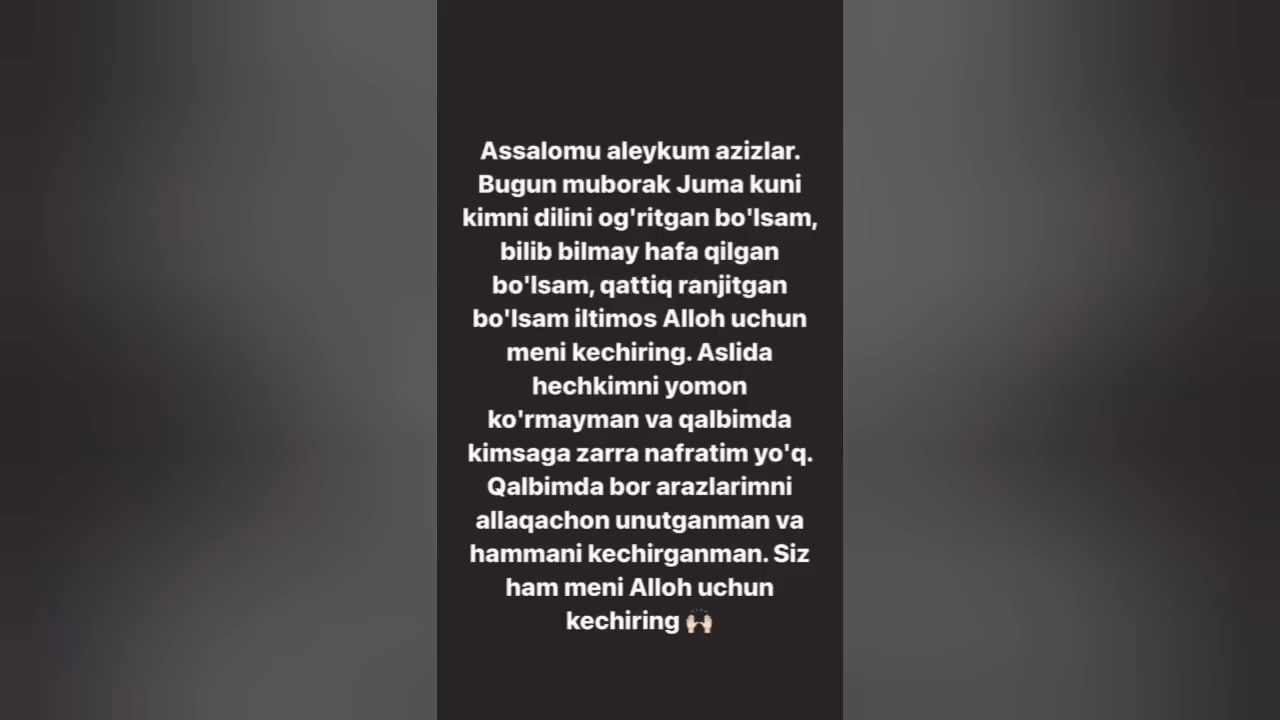 Assalomu aleykum azizlar.
Bugun muborak Juma kuni
kimni dilini og'ritgan bo'lsam,
bilib bilmay hafa qilgan
bo'lsam, qattiq ranjitgan
bo'lsam iltimos Alloh uchun
meni kechiring. Aslida
hechkimni yomon
ko'rmayman va qalbimda
kimsaga zarra nafratim yo'q.
Qalbimda bor arazlarimni
allaqachon unutganman va
hammani kechirganman. Siz
ham meni Alloh uchun
kechiring 🙌🏻